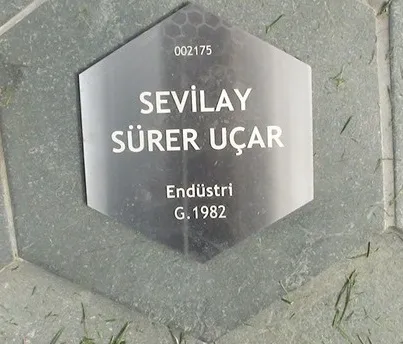 002175
SEVİLAY
SÜRER UÇAR
Endüstri
G.1982